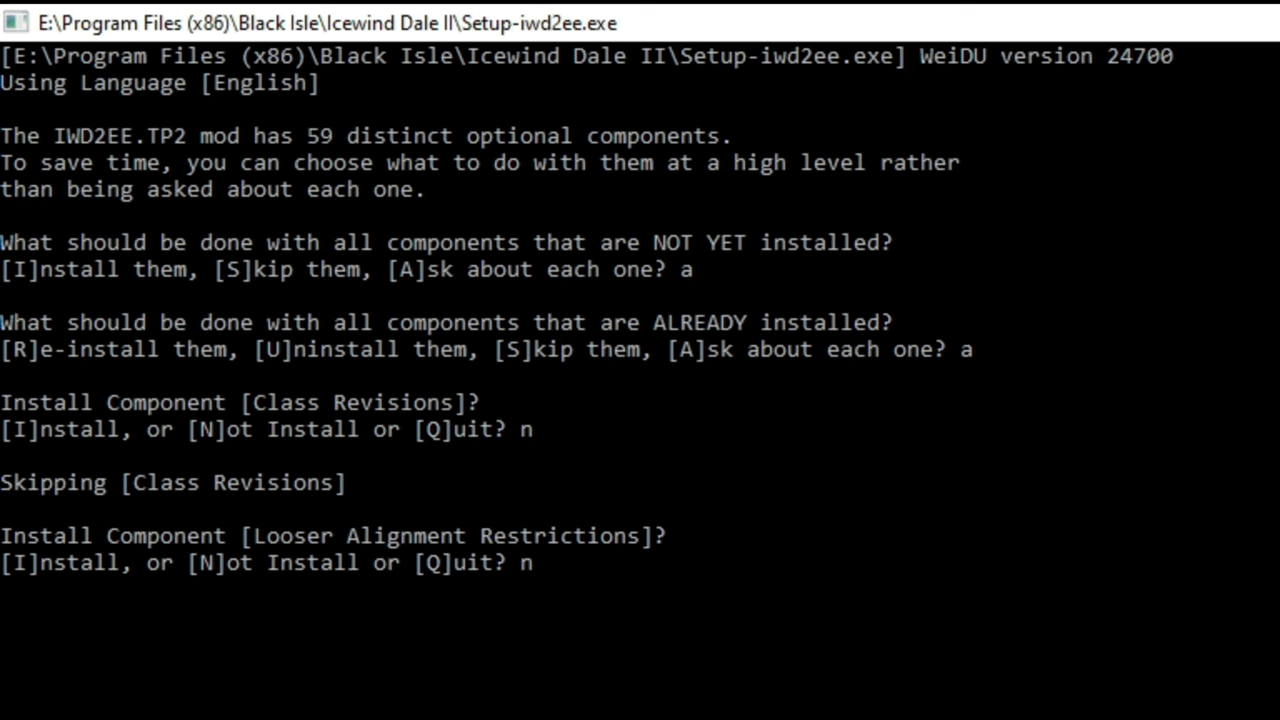 E:\Program Files (x86)\Black Isle\Icewind Dale II\Setup-iwd2ee.exe
[E:\Program Files (x86)\Black Isle\Icewind Dale II\Setup-iwd2ee.exe] WeiDU version 24700
Using Language [English]
The IWD2EE.TP2 mod has 59 distinct optional components.
To save time, you can choose what to do with them at a high level rather
than being asked about each one.
What should be done with all components that are NOT YET installed?
[I]nstall them, [S]kip them, [A]sk about each one? a
What should be done with all components that are ALREADY installed?
[R]e-install them, [U]ninstall them, [S]kip them, [A]sk about each one? a
Install Component [Class Revisions]?
[I]nstall, or [N]ot Install or [Q]uit? n
Skipping [Class Revisions]
Install Component [Looser Alignment Restrictions]?
[I]nstall, or [N]ot Install or [Q]uit? n